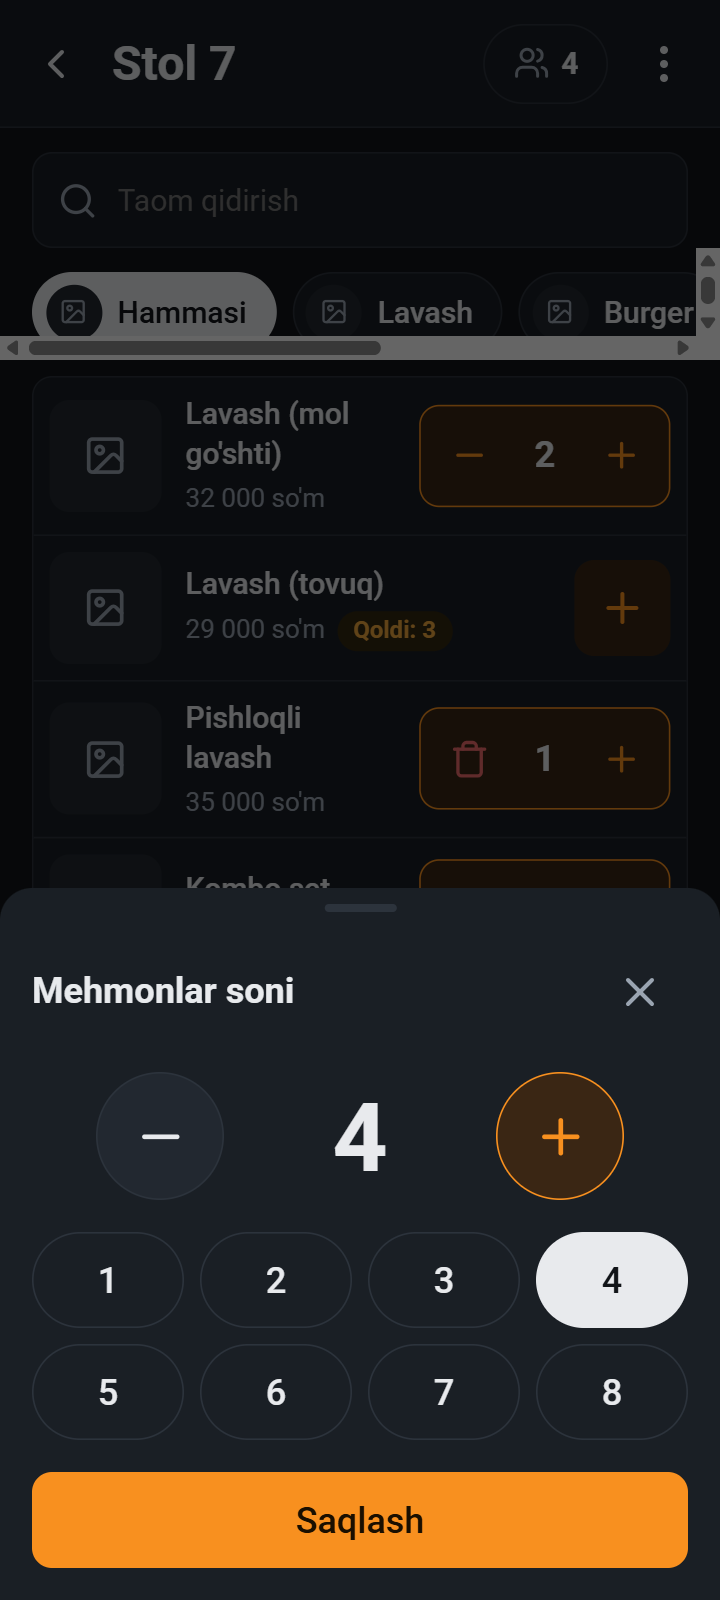 Stol 7
4
Taom qidirish
Hammasi
Lavash
Burger
Lavash (mol
go'shti)
32 000 so'm
2
Lavash (tovuq)
29 000 so'm
Qoldi: 3
Pishloqli
lavash
35 000 so'm
1
Mehmonlar soni
4
1 2 3 4
5 6 7 8
Saqlash